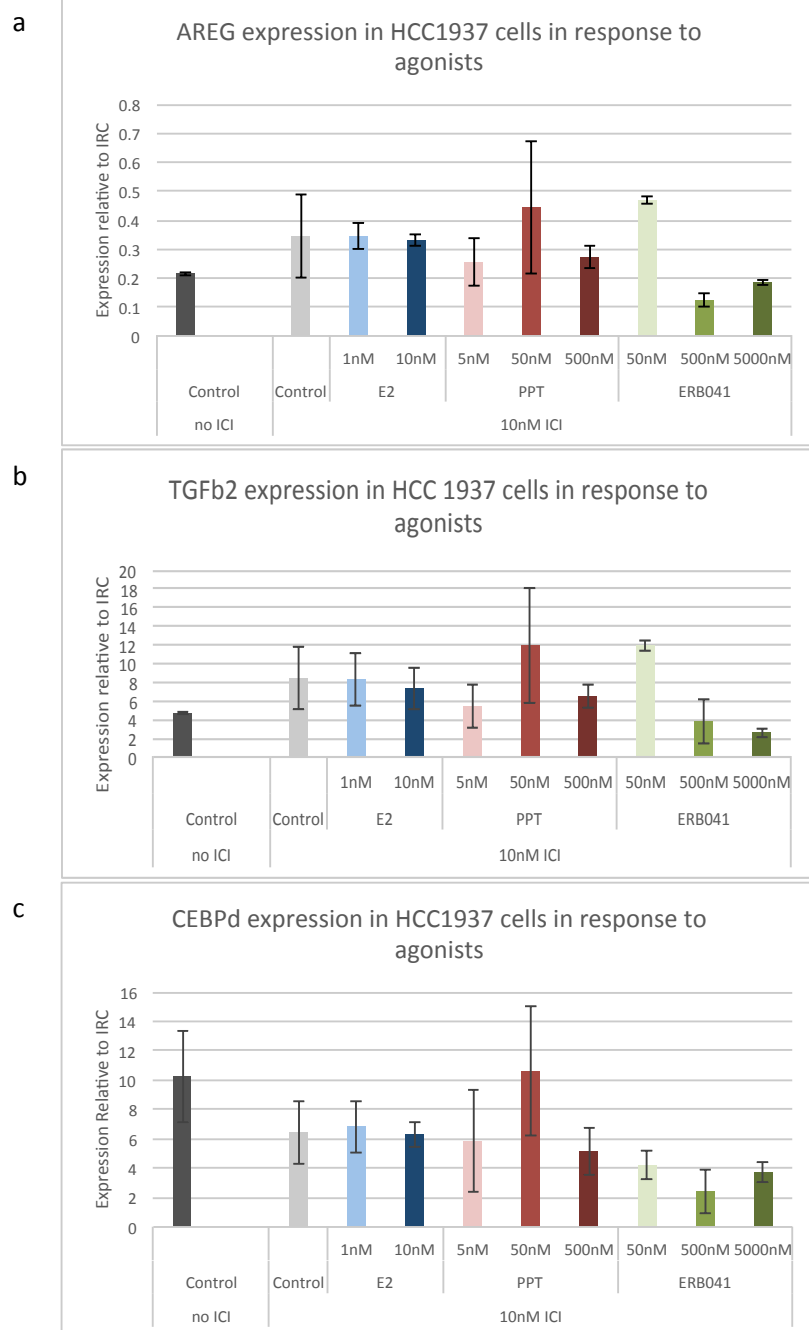 a
AREG expression in HCC1937 cells in response to
agonists
Expression relative to IRC
0.8
0.7
0.6
0.5
0.4
0.3
0.2
0.1
0
1nM 10nM 5nM 50nM 500nM 50nM 500nM 5000nM
Control Control E2 PPT ERB041
no ICI 10nM ICI
b
TGFb2 expression in HCC 1937 cells in response to
agonists
Expression relative to IRC
20
18
16
14
12
10
8
6
4
2
0
1nM 10nM 5nM 50nM 500nM 50nM 500nM 5000nM
Control Control E2 PPT ERB041
no ICI 10nM ICI
c
CEBPd expression in HCC1937 cells in response to
agonists
Expression Relative to IRC
16
14
12
10
8
6
4
2
0
1nM 10nM 5nM 50nM 500nM 50nM 500nM 5000nM
Control Control E2 PPT ERB041
no ICI 10nM ICI